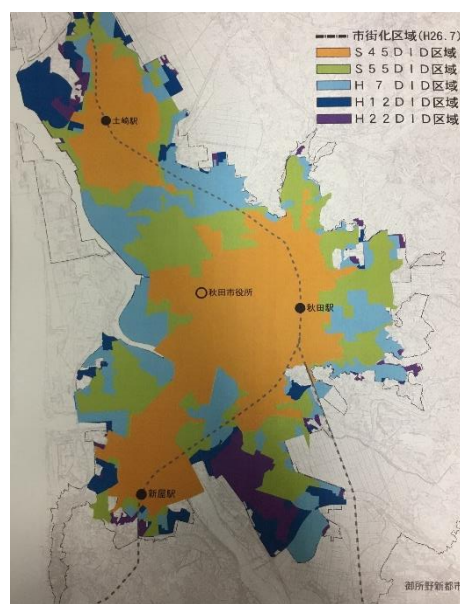 市街化区域(H26.7)
S45DID区域
S55DID区域
H 7 DID区域
H12DID区域
H22DID区域
土崎駅
秋田市役所
秋田駅
新屋駅
御所野新都市